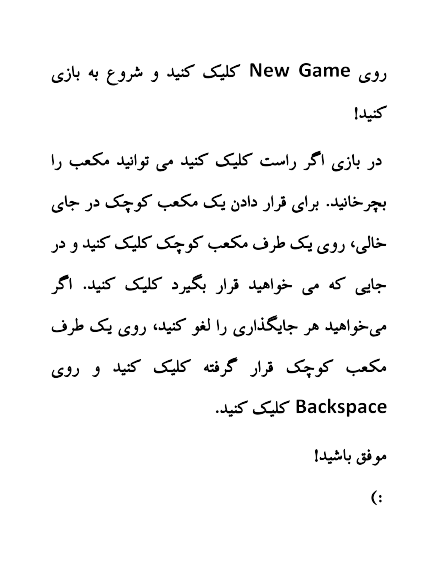 روی New Game کلیک کنید و شروع به بازی
کنید!
در بازی اگر راست کلیک کنید می توانید مکعب را
بچرخانید. برای قرار دادن یک مکعب کوچک در جای
خالی، روی یک طرف مکعب کوچک کلیک کنید و در
جایی که می خواهید قرار بگیرد کلیک کنید. اگر
می‌خواهید هر جایگذاری را لغو کنید، روی یک طرف
مکعب کوچک قرار گرفته کلیک کنید و روی
Backspace کلیک کنید.
موفق باشید!
:)